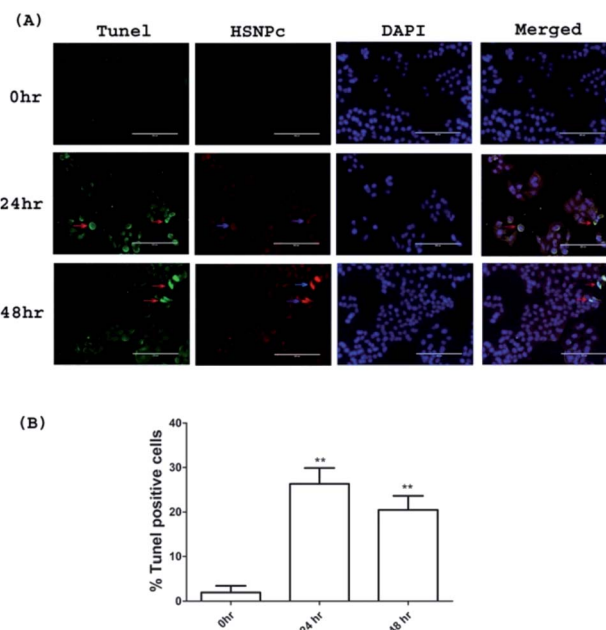 (A)
Tunel HSNPc DAPI Merged
0hr
24hr
48hr
(B)
% Tunel positive cells
40
30
20
10
0
**
**
0hr
24 hr
48 hr